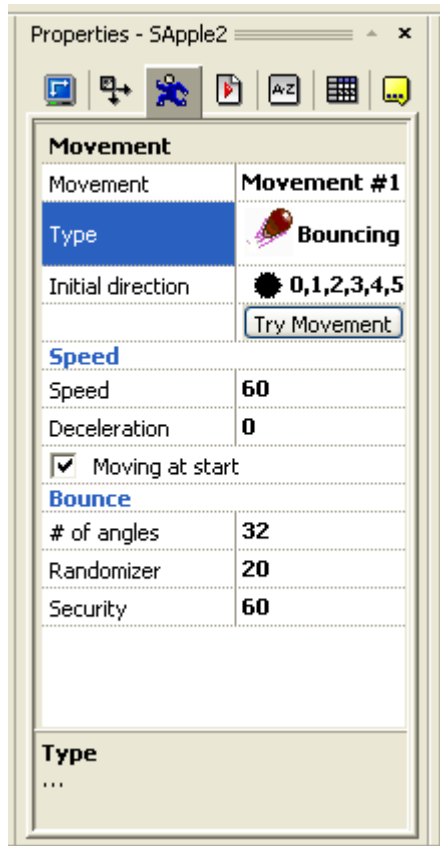 Properties - SApple2
A-Z
Movement
Movement Movement #1
Type Bouncing
Initial direction 0,1,2,3,4,5
Try Movement
Speed
Speed 60
Deceleration 0
Moving at start
Bounce
# of angles 32
Randomizer 20
Security 60
Type
...